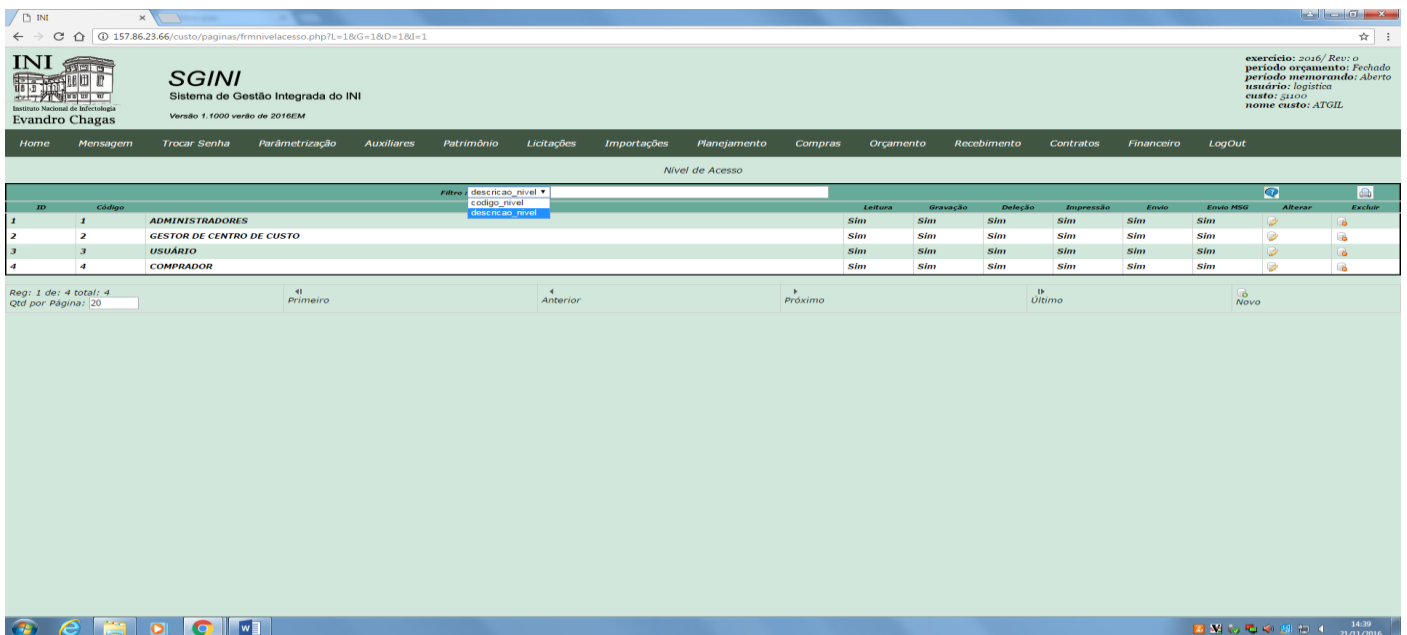 INI
157.86.23.66/custo/paginas/frmnivelacesso.php?L=1&G=1&D=1&I=1
INI
Instituto Nacional de Infectologia
Evandro Chagas
SGINI
Sistema de Gestão Integrada do INI
Versão 1.1000 verão de 2016EM
exercício: 2016/ Rev: 0
período orçamento: Fechado
período memorando: Aberto
usuário: logistica
custo: 51100
nome custo: ATGIL
Home Mensagem Trocar Senha Parâmetrização Auxiliares Patrimônio Licitações Importações Planejamento Compras Orçamento Recebimento Contratos Financeiro LogOut
Nivel de Acesso
Filtro : descricao_nivel
codigo_nivel
descricao_nivel
ID Código Leitura Gravação Deleção Impressão Envio Envio MSG Alterar Excluir
1 1 ADMINISTRADORES Sim Sim Sim Sim Sim Sim
2 2 GESTOR DE CENTRO DE CUSTO Sim Sim Sim Sim Sim Sim
3 3 USUÁRIO Sim Sim Sim Sim Sim Sim
4 4 COMPRADOR Sim Sim Sim Sim Sim Sim
Reg: 1 de: 4 total: 4
Qtd por Página: 20
Primeiro Anterior Próximo Último Novo
14:39
21/11/2016